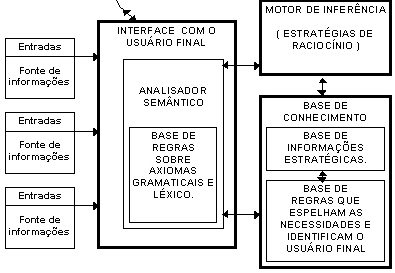 Entradas
Fonte de
informações
Entradas
Fonte de
informações
Entradas
Fonte de
informações
INTERFACE COM O
USUÁRIO FINAL
ANALISADOR
SEMÂNTICO
BASE DE
REGRAS
SOBRE
AXIOMAS
GRAMATICAIS E
LÉXICO.
MOTOR DE INFERÊNCIA
( ESTRATÉGIAS DE
RACIOCÍNIO )
BASE DE
CONHECIMENTO
BASE DE
INFORMAÇÕES
ESTRATÉGICAS.
BASE DE
REGRAS QUE
ESPELHAM AS
NECESSIDADES E
IDENTIFICAM O
USUÁRIO FINAL